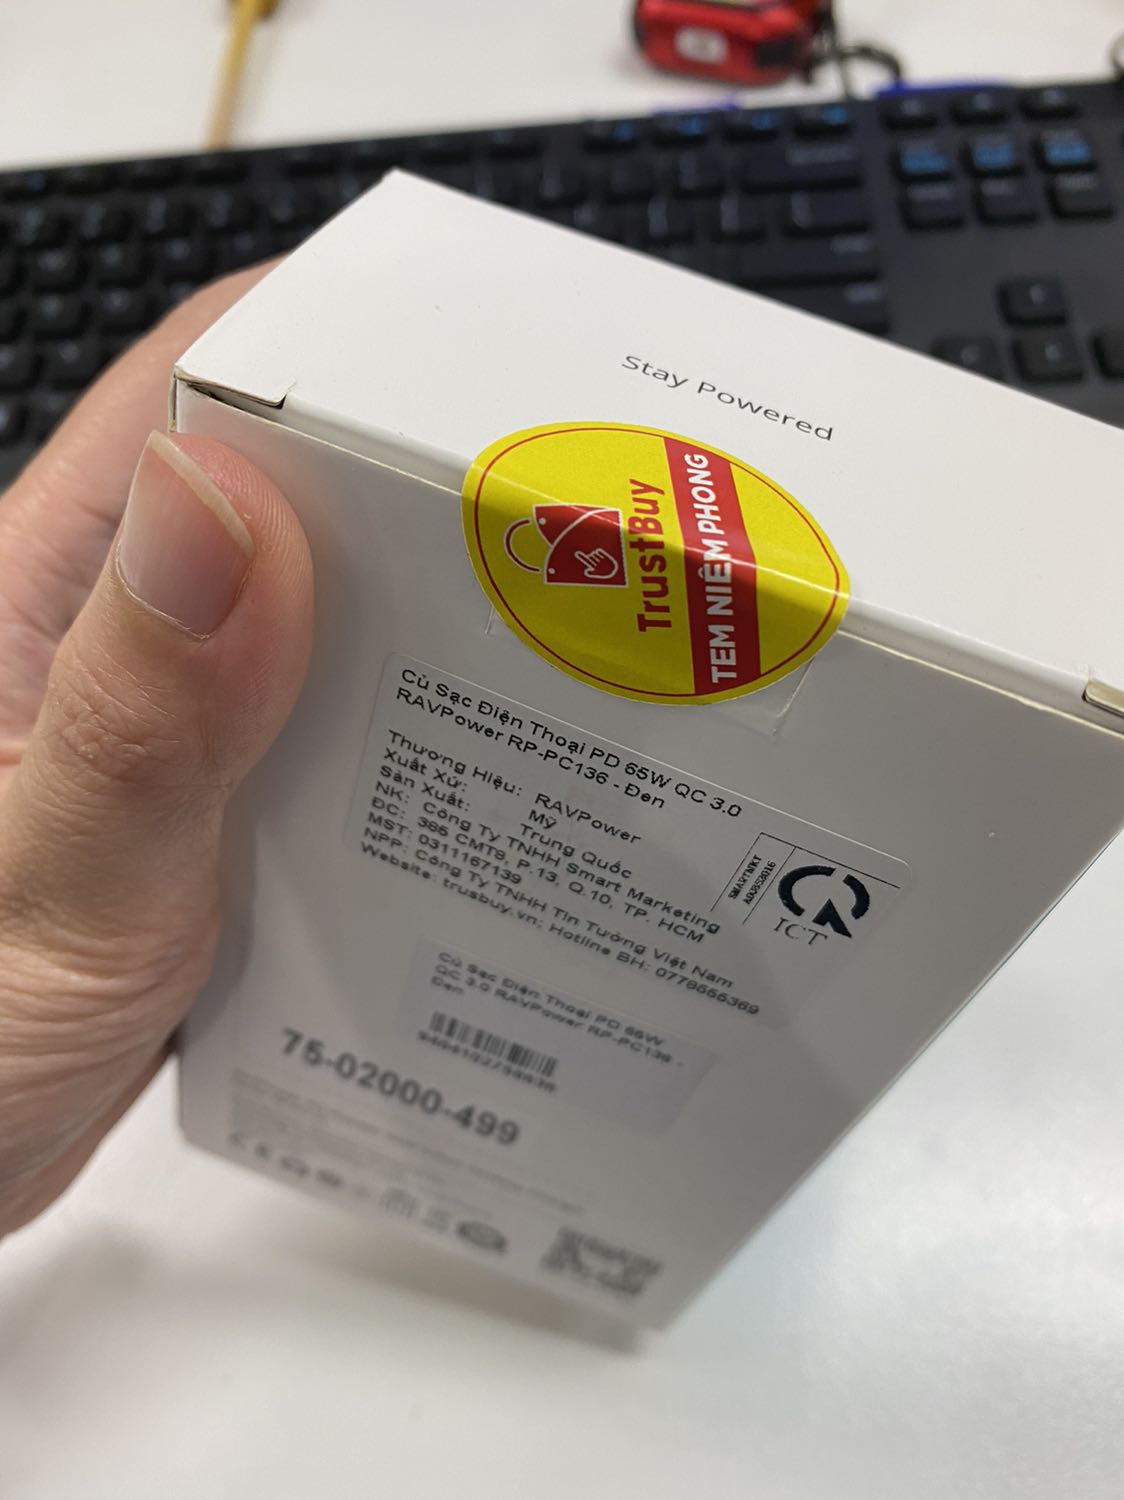 Stay Powered
TrustBuy
TEM NIÊM PHONG
Củ Sạc Điện Thoại PD 65W QC 3.0
RAVPower RP-PC136 - Đen
Thương Hiệu: RAVPower
Xuất Xứ: Mỹ
Sản Xuất: Trung Quốc
NK: Công Ty TNHH Smart Marketing
ĐC: 385 CMT8, P.13, Q.10, TP. HCM
MST: 0311167139
NPP: Công Ty TNHH Tin Tưởng Việt Nam
Website: trusbuy.vn; Hotline BH: 0778555369
SMARTMKT
ICT
Củ Sạc Điện Thoại PD 65W
QC 3.0 RAVPower RP-PC136 -
Đen
75-02000-499